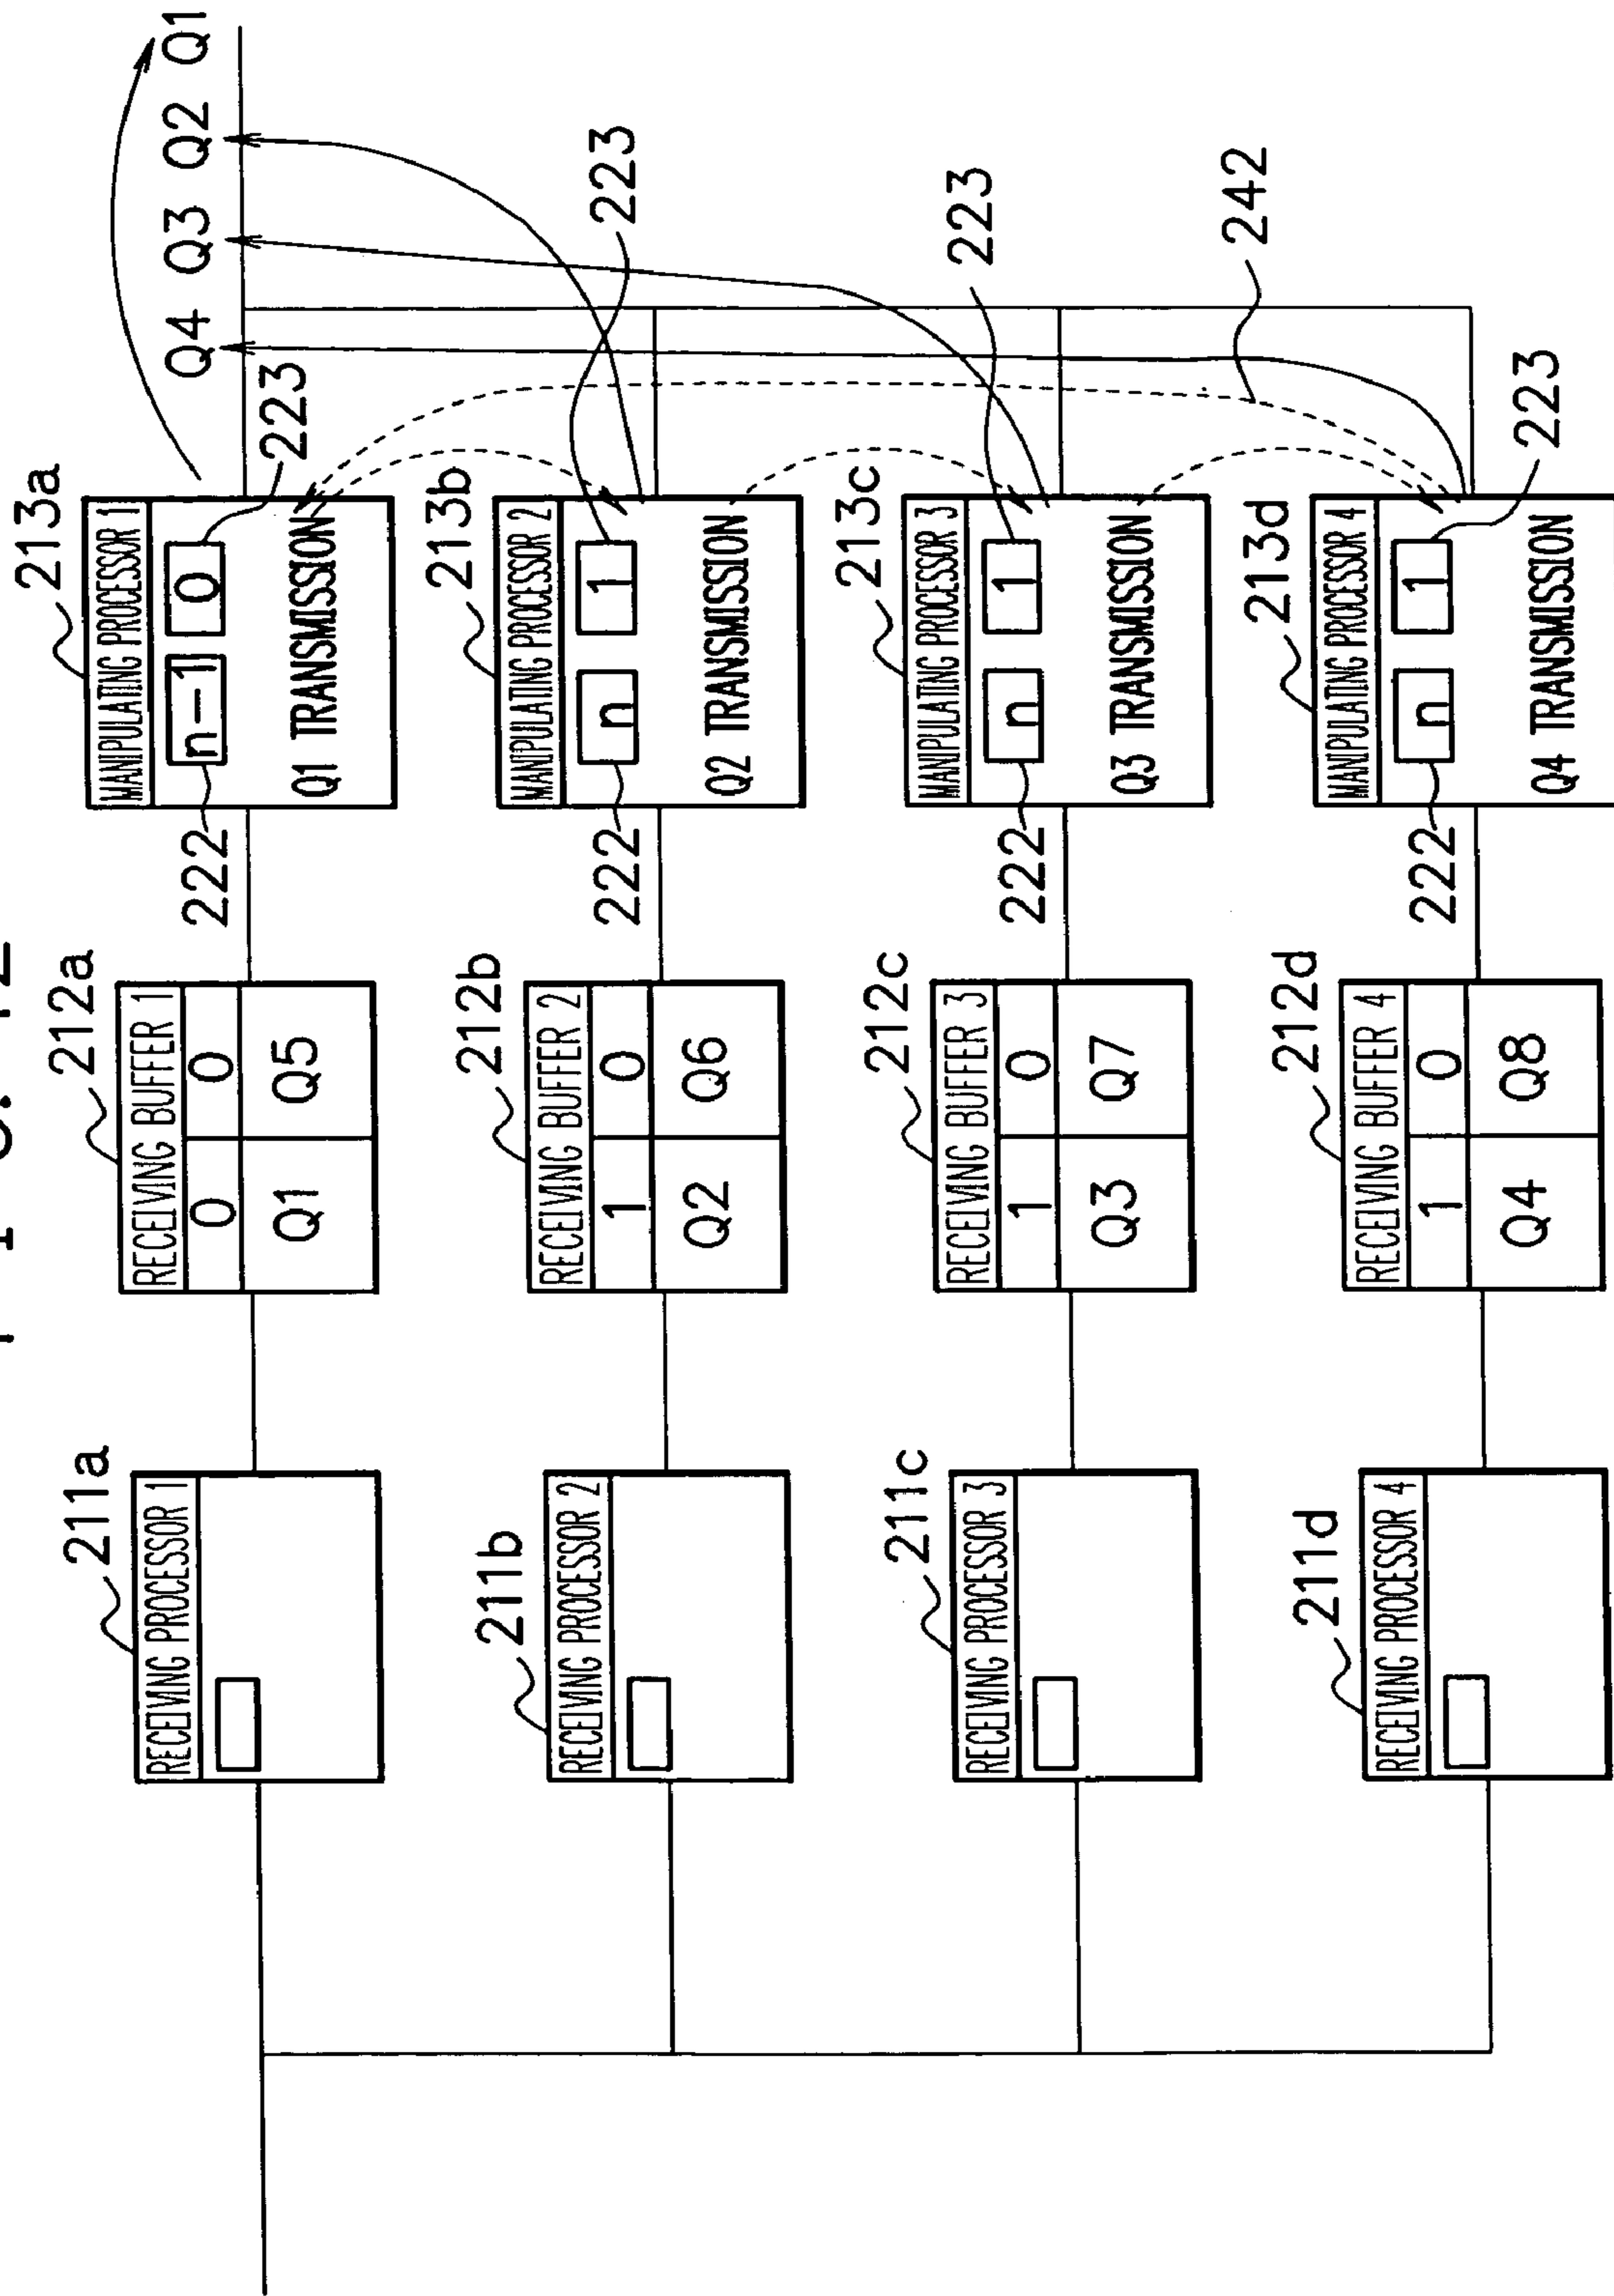 Q4 Q3 Q2 Q1
211a
RECEIVING PROCESSOR 1
212a
RECEIVING BUFFER 1
0 0
Q1 Q5
213a
MANIPULATING PROCESSOR 1
n-1 0
222
223
Q1 TRANSMISSION
211b
RECEIVING PROCESSOR 2
212b
RECEIVING BUFFER 2
1 0
Q2 Q6
213b
MANIPULATING PROCESSOR 2
n 1
222
223
Q2 TRANSMISSION
211c
RECEIVING PROCESSOR 3
212c
RECEIVING BUFFER 3
1 0
Q3 Q7
213c
MANIPULATING PROCESSOR 3
n 1
222
223
Q3 TRANSMISSION
242
211d
RECEIVING PROCESSOR 4
212d
RECEIVING BUFFER 4
1 0
Q4 Q8
213d
MANIPULATING PROCESSOR 4
n 1
222
223
Q4 TRANSMISSION